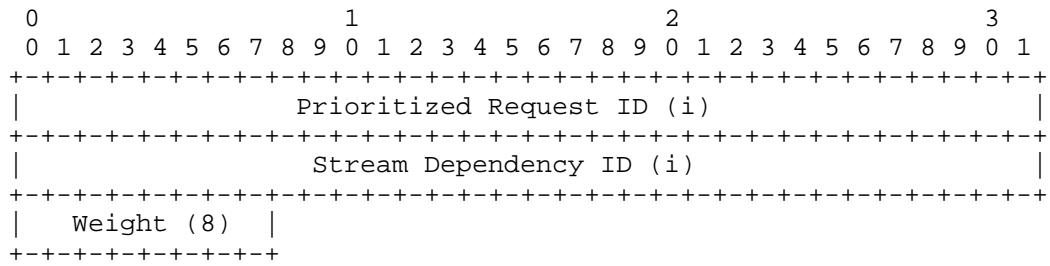 0                   1                   2                   3
 0 1 2 3 4 5 6 7 8 9 0 1 2 3 4 5 6 7 8 9 0 1 2 3 4 5 6 7 8 9 0 1
+-+-+-+-+-+-+-+-+-+-+-+-+-+-+-+-+-+-+-+-+-+-+-+-+-+-+-+-+-+-+-+-+
|                  Prioritized Request ID (i)                   |
+-+-+-+-+-+-+-+-+-+-+-+-+-+-+-+-+-+-+-+-+-+-+-+-+-+-+-+-+-+-+-+-+
|                   Stream Dependency ID (i)                    |
+-+-+-+-+-+-+-+-+-+-+-+-+-+-+-+-+-+-+-+-+-+-+-+-+-+-+-+-+-+-+-+-+
|   Weight (8)  |
+-+-+-+-+-+-+-+-+